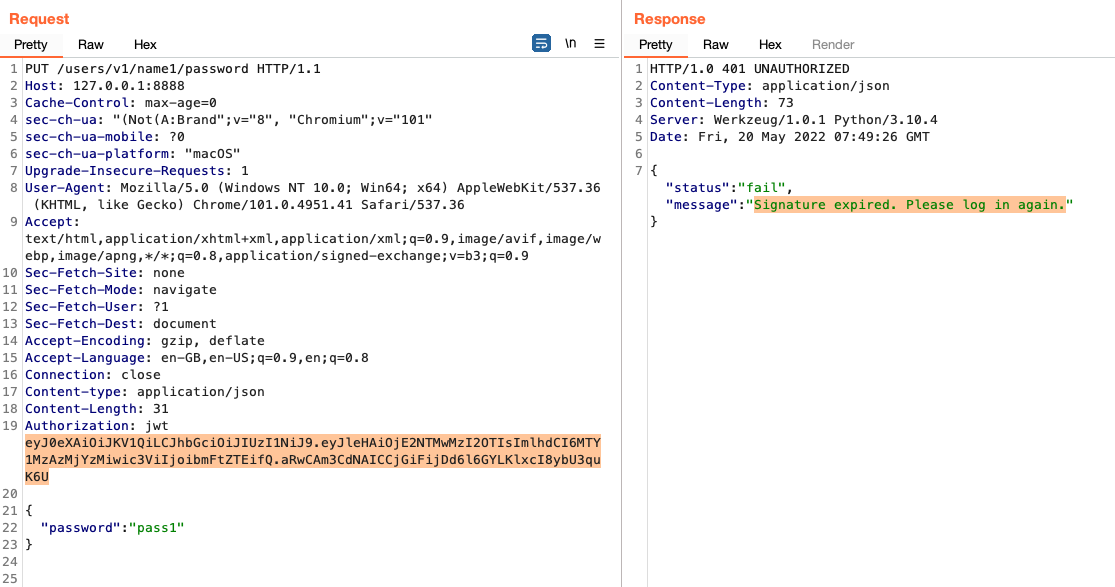 Request
Pretty Raw Hex
\n
1 PUT /users/v1/name1/password HTTP/1.1
2 Host: 127.0.0.1:8888
3 Cache-Control: max-age=0
4 sec-ch-ua: "(Not(A:Brand";v="8", "Chromium";v="101"
5 sec-ch-ua-mobile: ?0
6 sec-ch-ua-platform: "macOS"
7 Upgrade-Insecure-Requests: 1
8 User-Agent: Mozilla/5.0 (Windows NT 10.0; Win64; x64) AppleWebKit/537.36
(KHTML, like Gecko) Chrome/101.0.4951.41 Safari/537.36
9 Accept:
text/html,application/xhtml+xml,application/xml;q=0.9,image/avif,image/w
ebp,image/apng,*/*;q=0.8,application/signed-exchange;v=b3;q=0.9
10 Sec-Fetch-Site: none
11 Sec-Fetch-Mode: navigate
12 Sec-Fetch-User: ?1
13 Sec-Fetch-Dest: document
14 Accept-Encoding: gzip, deflate
15 Accept-Language: en-GB,en-US;q=0.9,en;q=0.8
16 Connection: close
17 Content-type: application/json
18 Content-Length: 31
19 Authorization: jwt
eyJ0eXAiOiJKV1QiLCJhbGciOiJIUzI1NiJ9.eyJleHAiOjE2NTMwMzI2OTIsImlhdCI6MTY
1MzAzMjYzMiwic3ViIjoibmFtZTEifQ.aRwCAm3CdNAICCjGiFijDd6l6GYLKlxcI8ybU3qu
K6U
20
21 {
22 "password":"pass1"
23 }
24
25
Response
Pretty Raw Hex Render
1 HTTP/1.0 401 UNAUTHORIZED
2 Content-Type: application/json
3 Content-Length: 73
4 Server: Werkzeug/1.0.1 Python/3.10.4
5 Date: Fri, 20 May 2022 07:49:26 GMT
6
7 {
"status":"fail",
"message":"Signature expired. Please log in again."
}